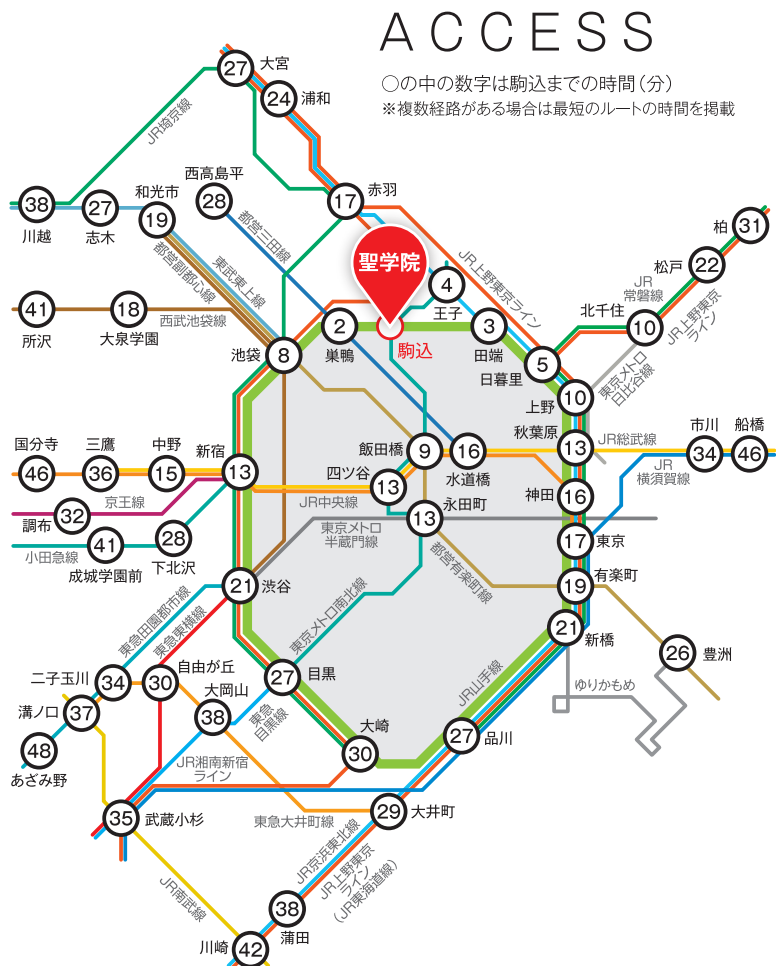 ACCESS
○の中の数字は駒込までの時間（分）
※複数経路がある場合は最短のルートの時間を掲載
27
大宮
24
浦和
JR埼京線
西高島平
28
17
赤羽
和光市
38
川越
27
志木
19
都営三田線
東武東上線
都営副都心線
聖学院
4
王子
JR上野東京ライン
柏
31
松戸
22
JR
常磐線
北千住
10
JR上野東京
ライン
41
所沢
18
大泉学園
西武池袋線
2
巣鴨
駒込
3
田端
池袋
8
日暮里
5
東京メトロ
日比谷線
上野
10
国分寺
46
三鷹
36
中野
15
新宿
13
飯田橋
9
16
水道橋
秋葉原
13
JR総武線
市川
34
船橋
46
JR
横須賀線
四ツ谷
13
JR中央線
神田
16
京王線
調布
32
永田町
13
東京メトロ
半蔵門線
小田急線
41
成城学園前
28
下北沢
17
東京
都営有楽町線
21
渋谷
19
有楽町
東急田園都市線
東急東横線
東京メトロ南北線
21
新橋
26
豊洲
二子玉川
34
自由が丘
30
27
目黒
ゆりかもめ
溝ノ口
37
大岡山
38
東急
目黒線
JR山手線
あざみ野
48
大崎
30
27
品川
JR湘南新宿
ライン
35
武蔵小杉
東急大井町線
29
大井町
JR京浜東北線
JR上野東京
ライン
（JR東海道線）
JR南武線
38
蒲田
川崎
42